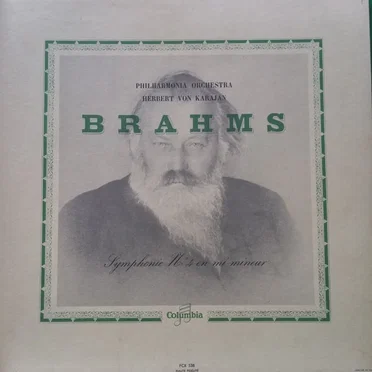 PHILHARMONIA ORCHESTRA
HERBERT VON KARAJAN
BRAHMS
Symphonie No 4 en mi mineur
Columbia